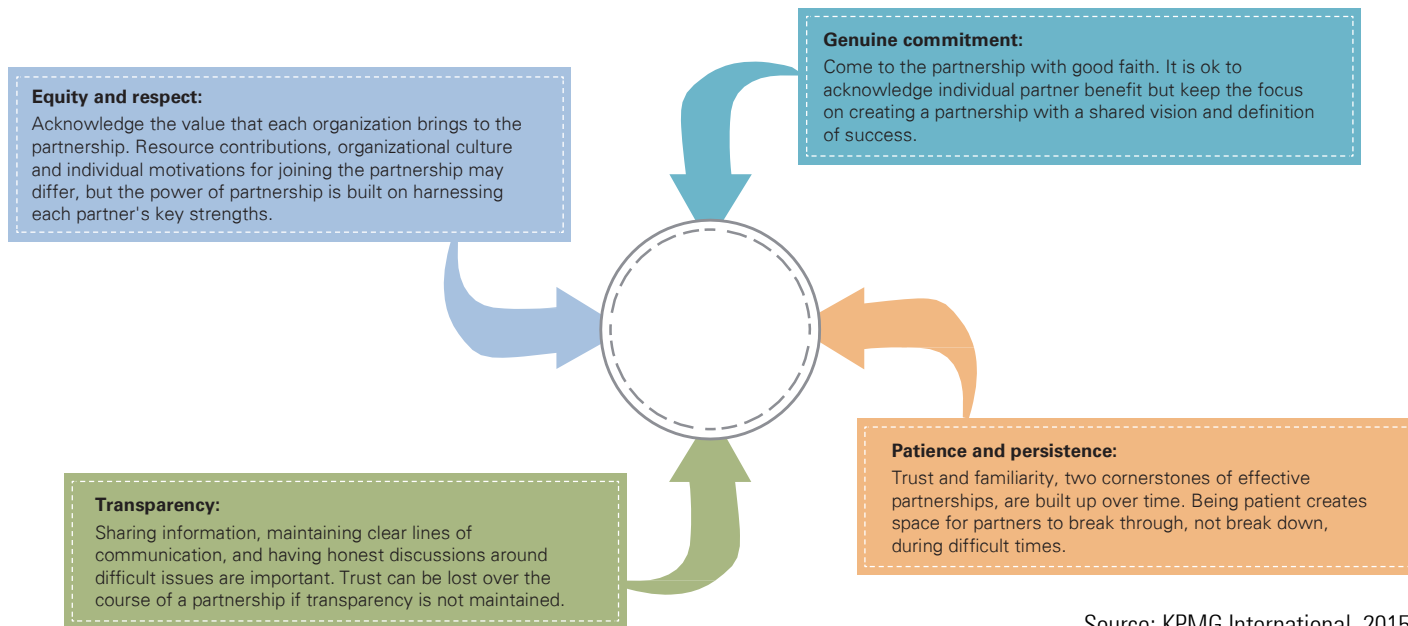 Genuine commitment:
Come to the partnership with good faith. It is ok to
acknowledge individual partner benefit but keep the focus
on creating a partnership with a shared vision and definition
of success.
Equity and respect:
Acknowledge the value that each organization brings to the
partnership. Resource contributions, organizational culture
and individual motivations for joining the partnership may
differ, but the power of partnership is built on harnessing
each partner's key strengths.
Patience and persistence:
Trust and familiarity, two cornerstones of effective
partnerships, are built up over time. Being patient creates
space for partners to break through, not break down,
during difficult times.
Transparency:
Sharing information, maintaining clear lines of
communication, and having honest discussions around
difficult issues are important. Trust can be lost over the
course of a partnership if transparency is not maintained.
Source: KPMG International, 2015